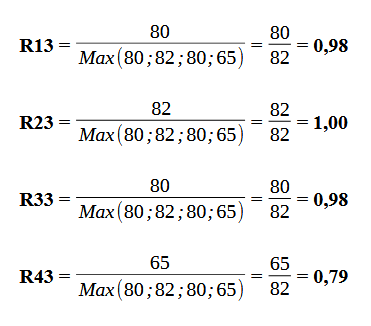 R13 = 80 / Max(80;82;80;65) = 80 / 82 = 0,98
R23 = 82 / Max(80;82;80;65) = 82 / 82 = 1,00
R33 = 80 / Max(80;82;80;65) = 80 / 82 = 0,98
R43 = 65 / Max(80;82;80;65) = 65 / 82 = 0,79